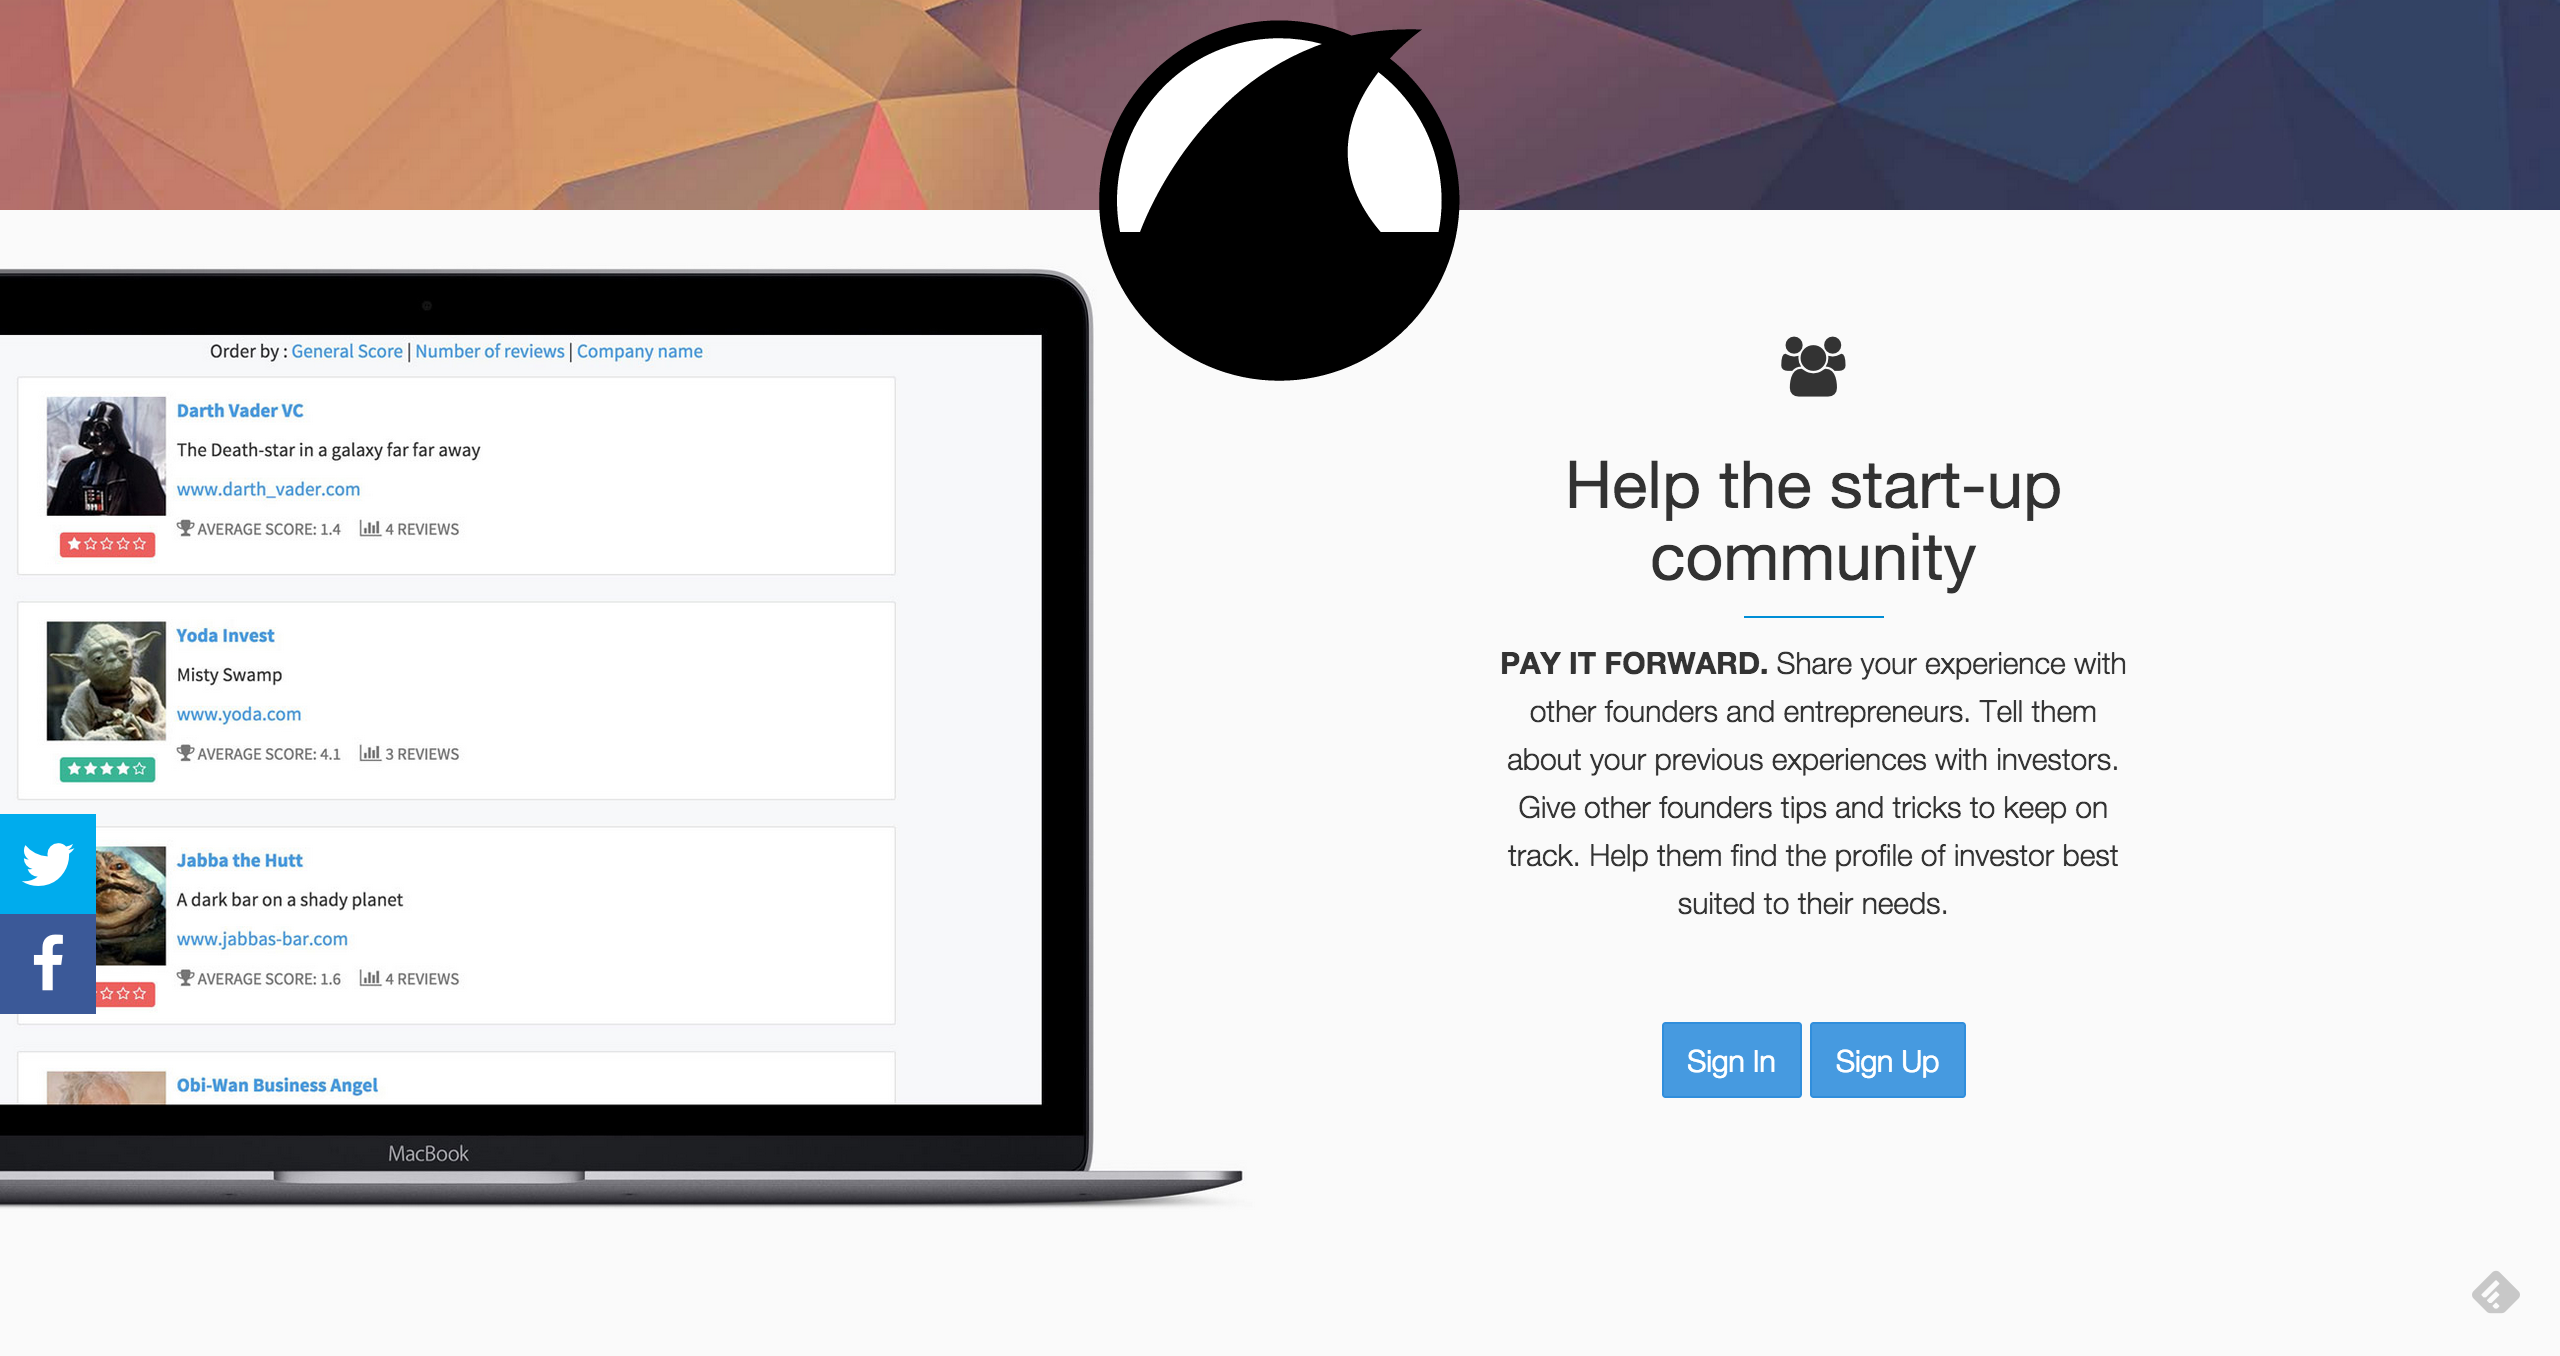 Order by : General Score | Number of reviews | Company name
Darth Vader VC
The Death-star in a galaxy far far away
www.darth_vader.com
AVERAGE SCORE: 1.4 4 REVIEWS
Yoda Invest
Misty Swamp
www.yoda.com
AVERAGE SCORE: 4.1 3 REVIEWS
Jabba the Hutt
A dark bar on a shady planet
www.jabbas-bar.com
AVERAGE SCORE: 1.6 4 REVIEWS
Obi-Wan Business Angel
MacBook
Help the start-up
community
PAY IT FORWARD. Share your experience with
other founders and entrepreneurs. Tell them
about your previous experiences with investors.
Give other founders tips and tricks to keep on
track. Help them find the profile of investor best
suited to their needs.
Sign In
Sign Up